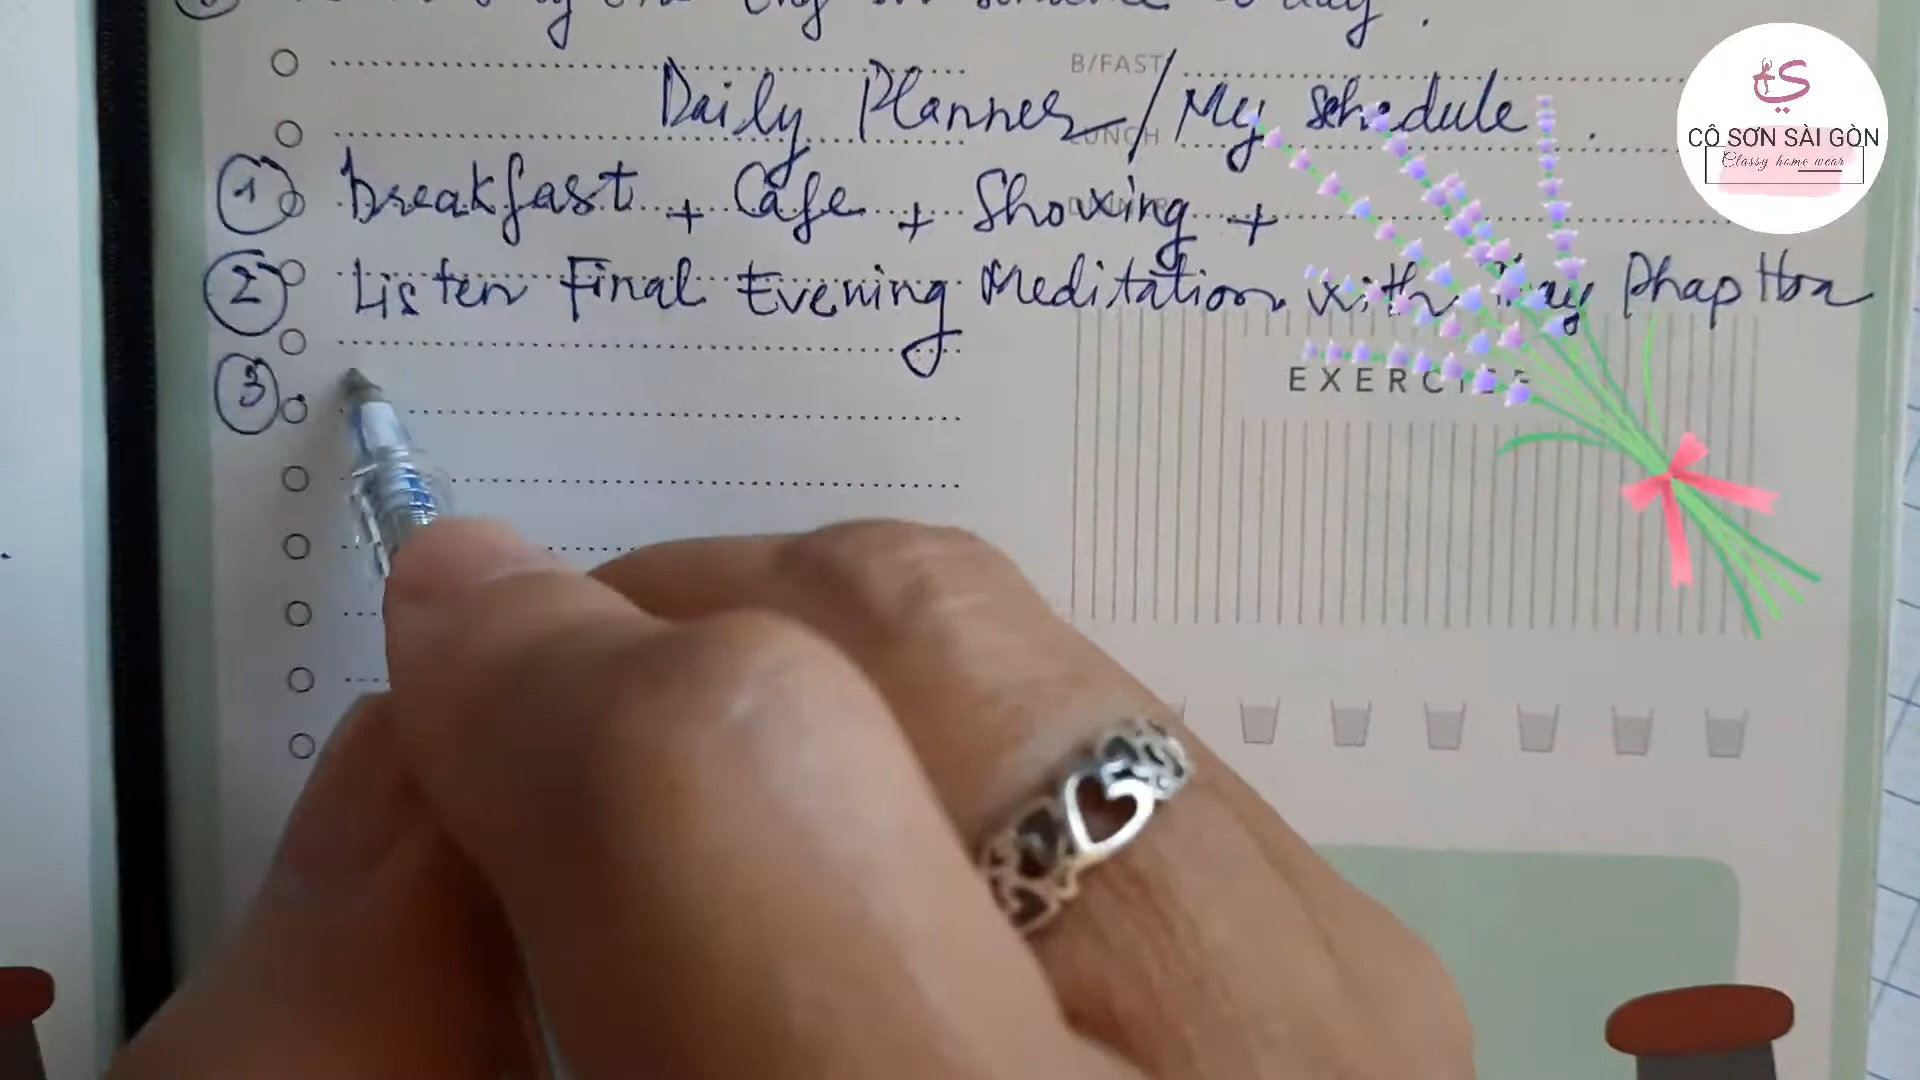 B/FAST
Daily Planner / My Schedule.
LUNCH
CÔ SƠN SÀI GÒN
Classy home wear
1 Breakfast + Cafe + Showing +
2 Listen Final Evening Meditation with Thay Phap Hoa
3
EXERCISE